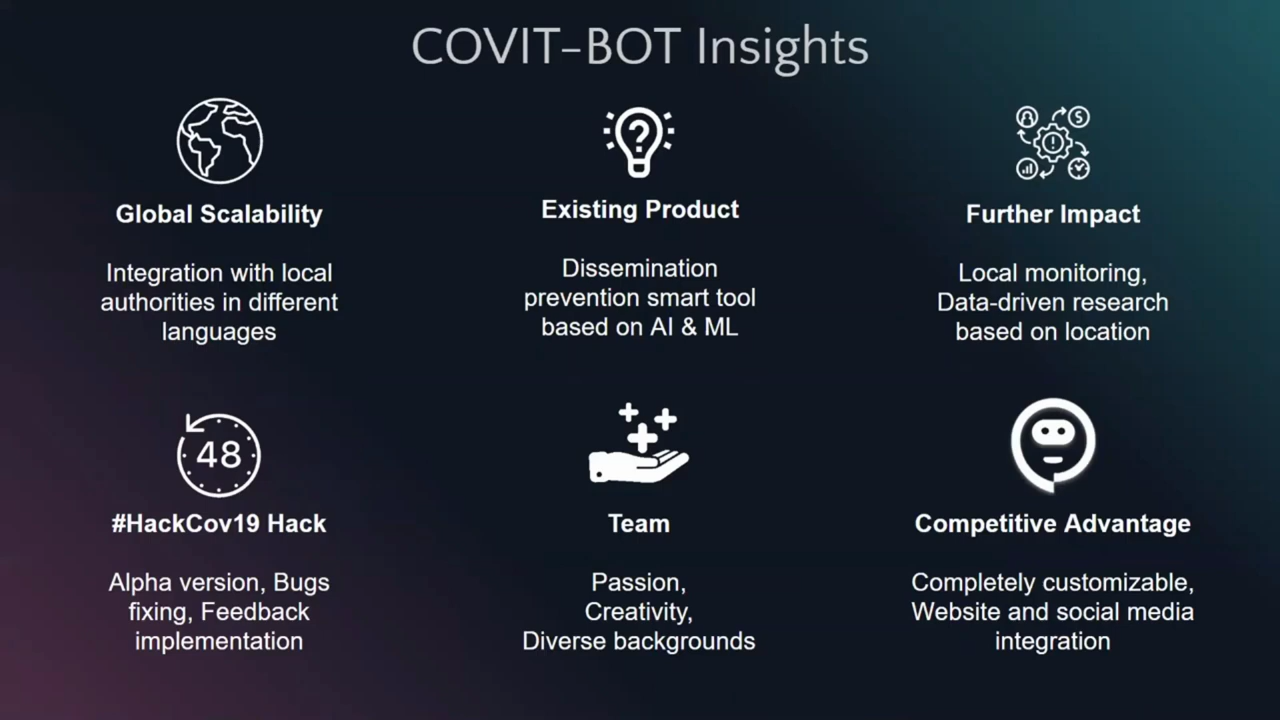 COVIT-BOT Insights
Global Scalability
Integration with local
authorities in different
languages
Existing Product
Dissemination
prevention smart tool
based on AI & ML
Further Impact
Local monitoring,
Data-driven research
based on location
48
#HackCov19 Hack
Alpha version, Bugs
fixing, Feedback
implementation
Team
Passion,
Creativity,
Diverse backgrounds
Competitive Advantage
Completely customizable,
Website and social media
integration